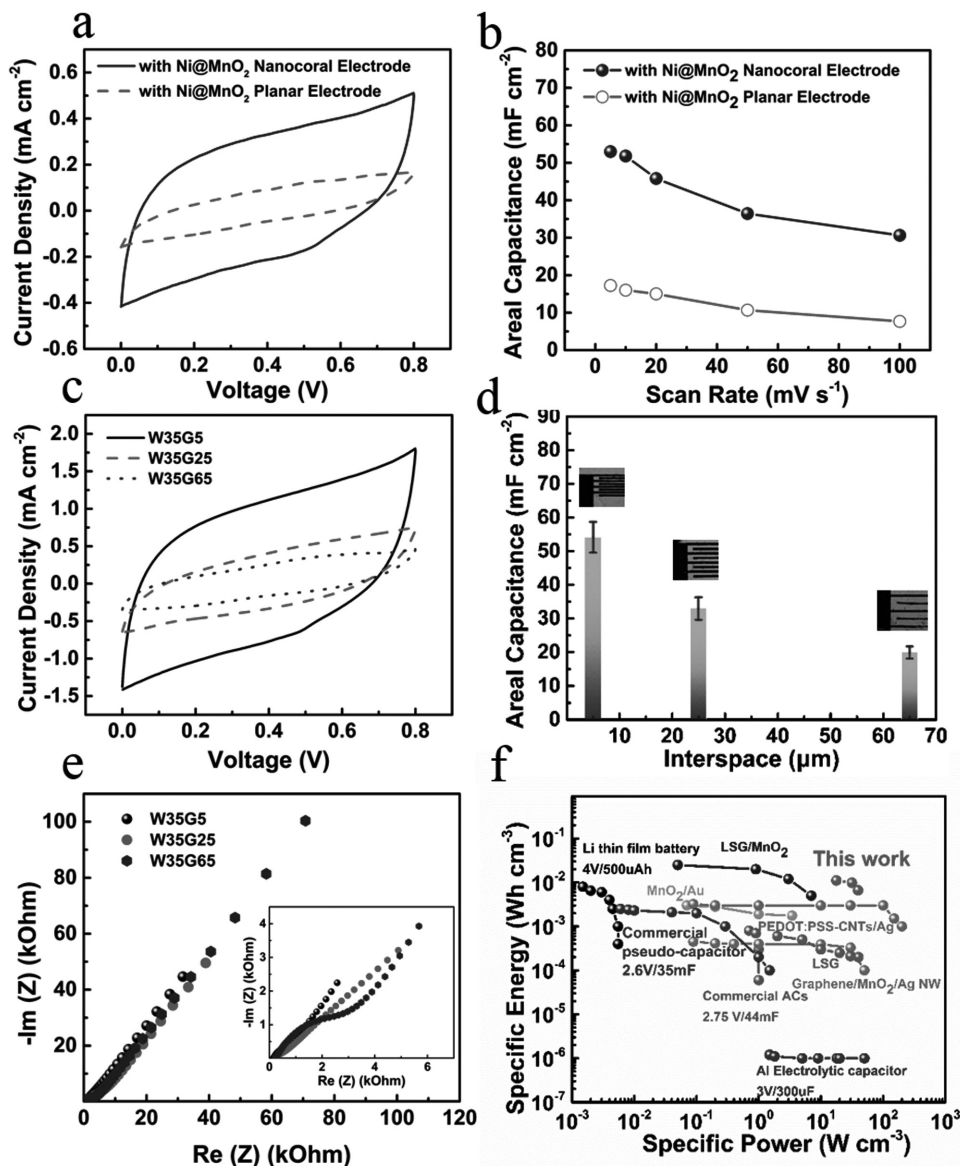 a
with Ni@MnO2 Nanocoral Electrode
with Ni@MnO2 Planar Electrode
Current Density (mA cm-2)
0.6
0.4
0.2
0.0
-0.2
-0.4
-0.6
0.0 0.2 0.4 0.6 0.8
Voltage (V)
b
with Ni@MnO2 Nanocoral Electrode
with Ni@MnO2 Planar Electrode
Areal Capacitance (mF cm-2)
80
70
60
50
40
30
20
10
0
0 20 40 60 80 100
Scan Rate (mV s-1)
c
W35G5
W35G25
W35G65
Current Density (mA cm-2)
2.0
1.5
1.0
0.5
0.0
-0.5
-1.0
-1.5
0.0 0.2 0.4 0.6 0.8
Voltage (V)
d
Areal Capacitance (mF cm-2)
90
80
70
60
50
40
30
20
10
0
10 20 30 40 50 60 70
Interspace (µm)
e
W35G5
W35G25
W35G65
-Im (Z) (kOhm)
100
80
60
40
20
0 20 40 60 80 100 120
Re (Z) (kOhm)
-Im (Z) (kOhm)
4
3
2
1
0 2 4 6
Re (Z) (kOhm)
f
Specific Energy (Wh cm-3)
10-1
10-2
10-3
10-4
10-5
10-6
10-7
10-3 10-2 10-1 100 101 102 103
Specific Power (W cm-3)
Li thin film battery
4V/500uAh
LSG/MnO2
This work
MnO2/Au
PEDOT:PSS-CNTs/Ag
Commercial
pseudo-capacitor
2.6V/35mF
LSG
Graphene/MnO2/Ag NW
Commercial ACs
2.75 V/44mF
Al Electrolytic capacitor
3V/300uF